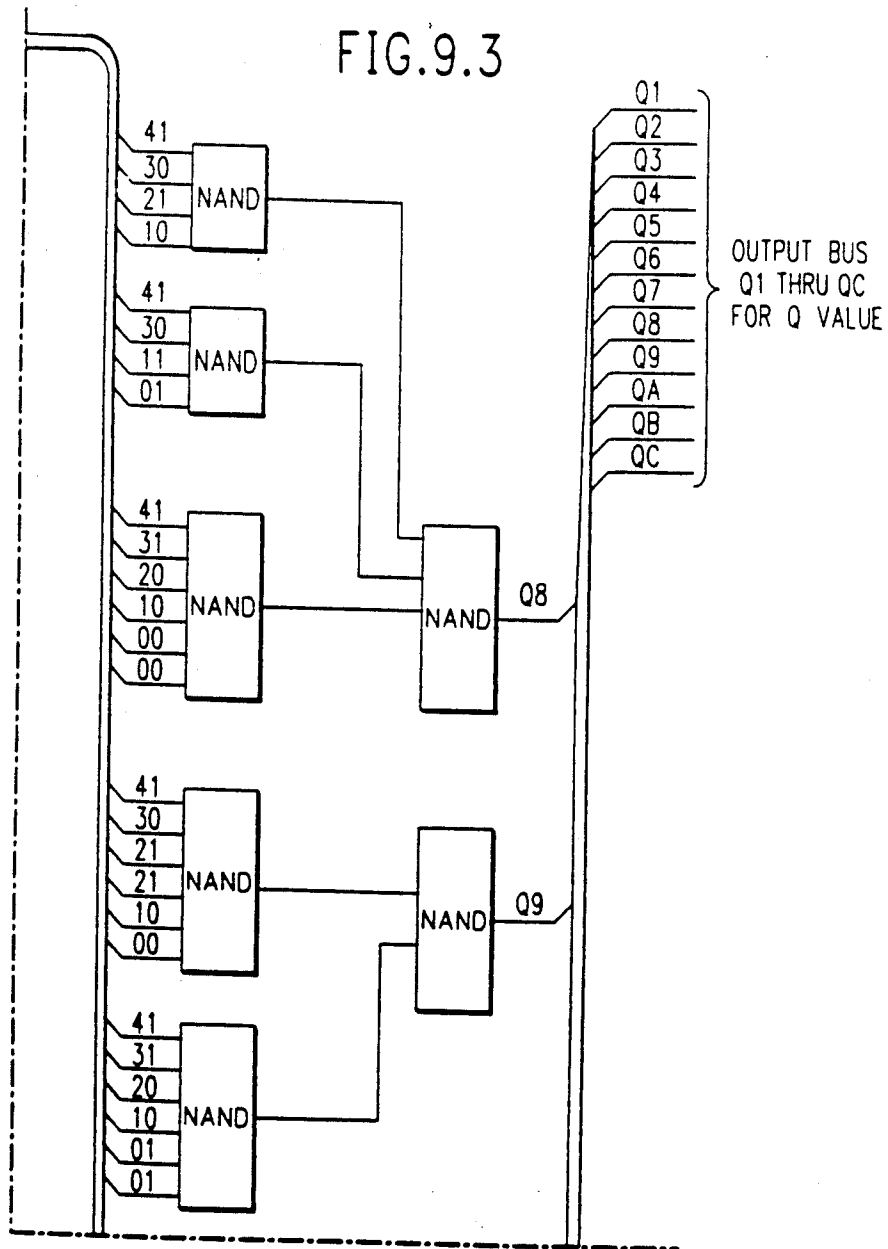 FIG.9.3
41
30
21
10
NAND
41
30
11
01
NAND
41
31
20
10
00
00
NAND
NAND
Q8
41
30
21
21
10
00
NAND
NAND
Q9
41
31
20
10
01
01
NAND
Q1
Q2
Q3
Q4
Q5
Q6
Q7
Q8
Q9
QA
QB
QC
OUTPUT BUS
Q1 THRU QC
FOR Q VALUE